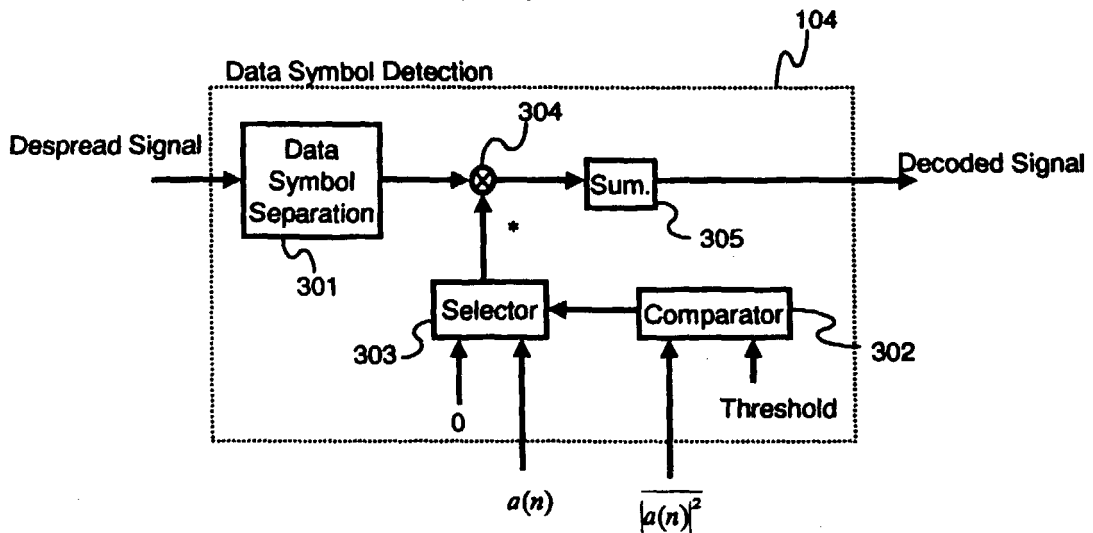 104
Data Symbol Detection
304
Despread Signal
Data
Symbol
Separation
Decoded Signal
Sum.
*
305
301
Selector
Comparator
303
302
0
Threshold
a(n)
|a(n)|²